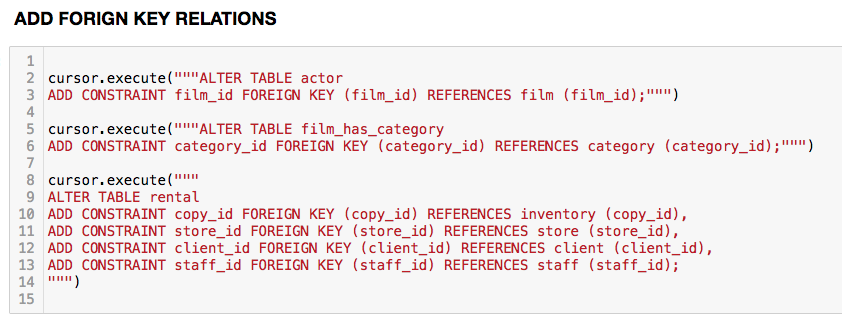 ADD FORIGN KEY RELATIONS
1
2 cursor.execute("""ALTER TABLE actor
3 ADD CONSTRAINT film_id FOREIGN KEY (film_id) REFERENCES film (film_id);""")
4
5 cursor.execute("""ALTER TABLE film_has_category
6 ADD CONSTRAINT category_id FOREIGN KEY (category_id) REFERENCES category (category_id);""")
7
8 cursor.execute("""
9 ALTER TABLE rental
10 ADD CONSTRAINT copy_id FOREIGN KEY (copy_id) REFERENCES inventory (copy_id),
11 ADD CONSTRAINT store_id FOREIGN KEY (store_id) REFERENCES store (store_id),
12 ADD CONSTRAINT client_id FOREIGN KEY (client_id) REFERENCES client (client_id),
13 ADD CONSTRAINT staff_id FOREIGN KEY (staff_id) REFERENCES staff (staff_id);
14 """)
15